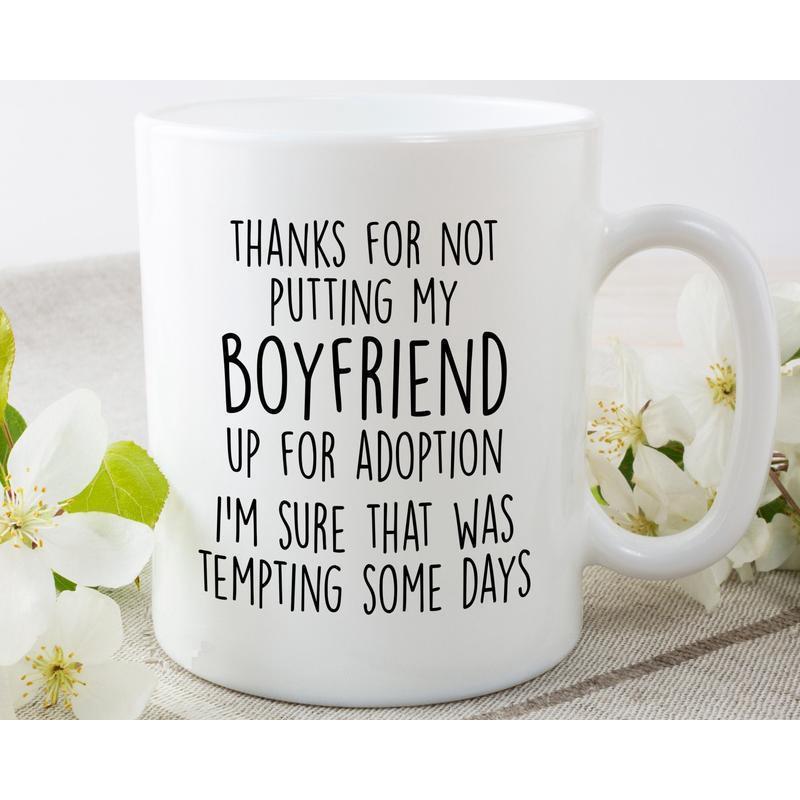 THANKS FOR NOT
PUTTING MY
BOYFRIEND
UP FOR ADOPTION
I'M SURE THAT WAS
TEMPTING SOME DAYS